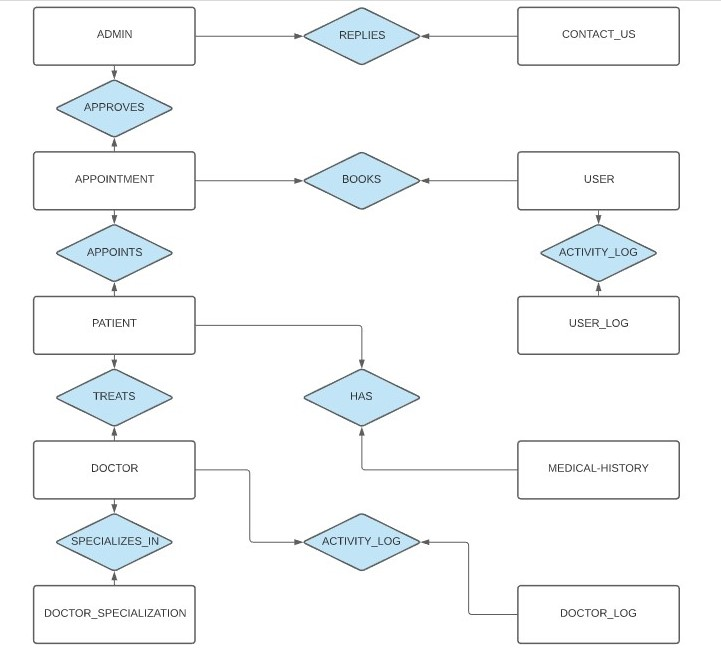 ADMIN
REPLIES
CONTACT_US
APPROVES
APPOINTMENT
BOOKS
USER
APPOINTS
ACTIVITY_LOG
PATIENT
USER_LOG
TREATS
HAS
DOCTOR
MEDICAL-HISTORY
SPECIALIZES_IN
ACTIVITY_LOG
DOCTOR_SPECIALIZATION
DOCTOR_LOG